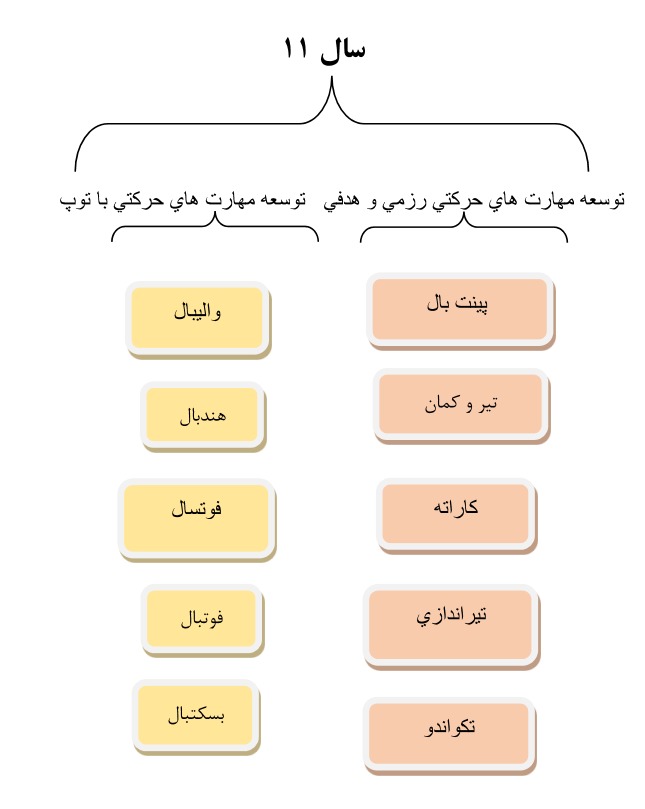 سال ۱۱
توسعه مهارت هاي حركتي رزمي و هدفي
توسعه مهارت هاي حركتي با توپ
پينت بال
تير و كمان
كاراته
تيراندازي
تكواندو
واليبال
هندبال
فوتسال
فوتبال
بسكتبال